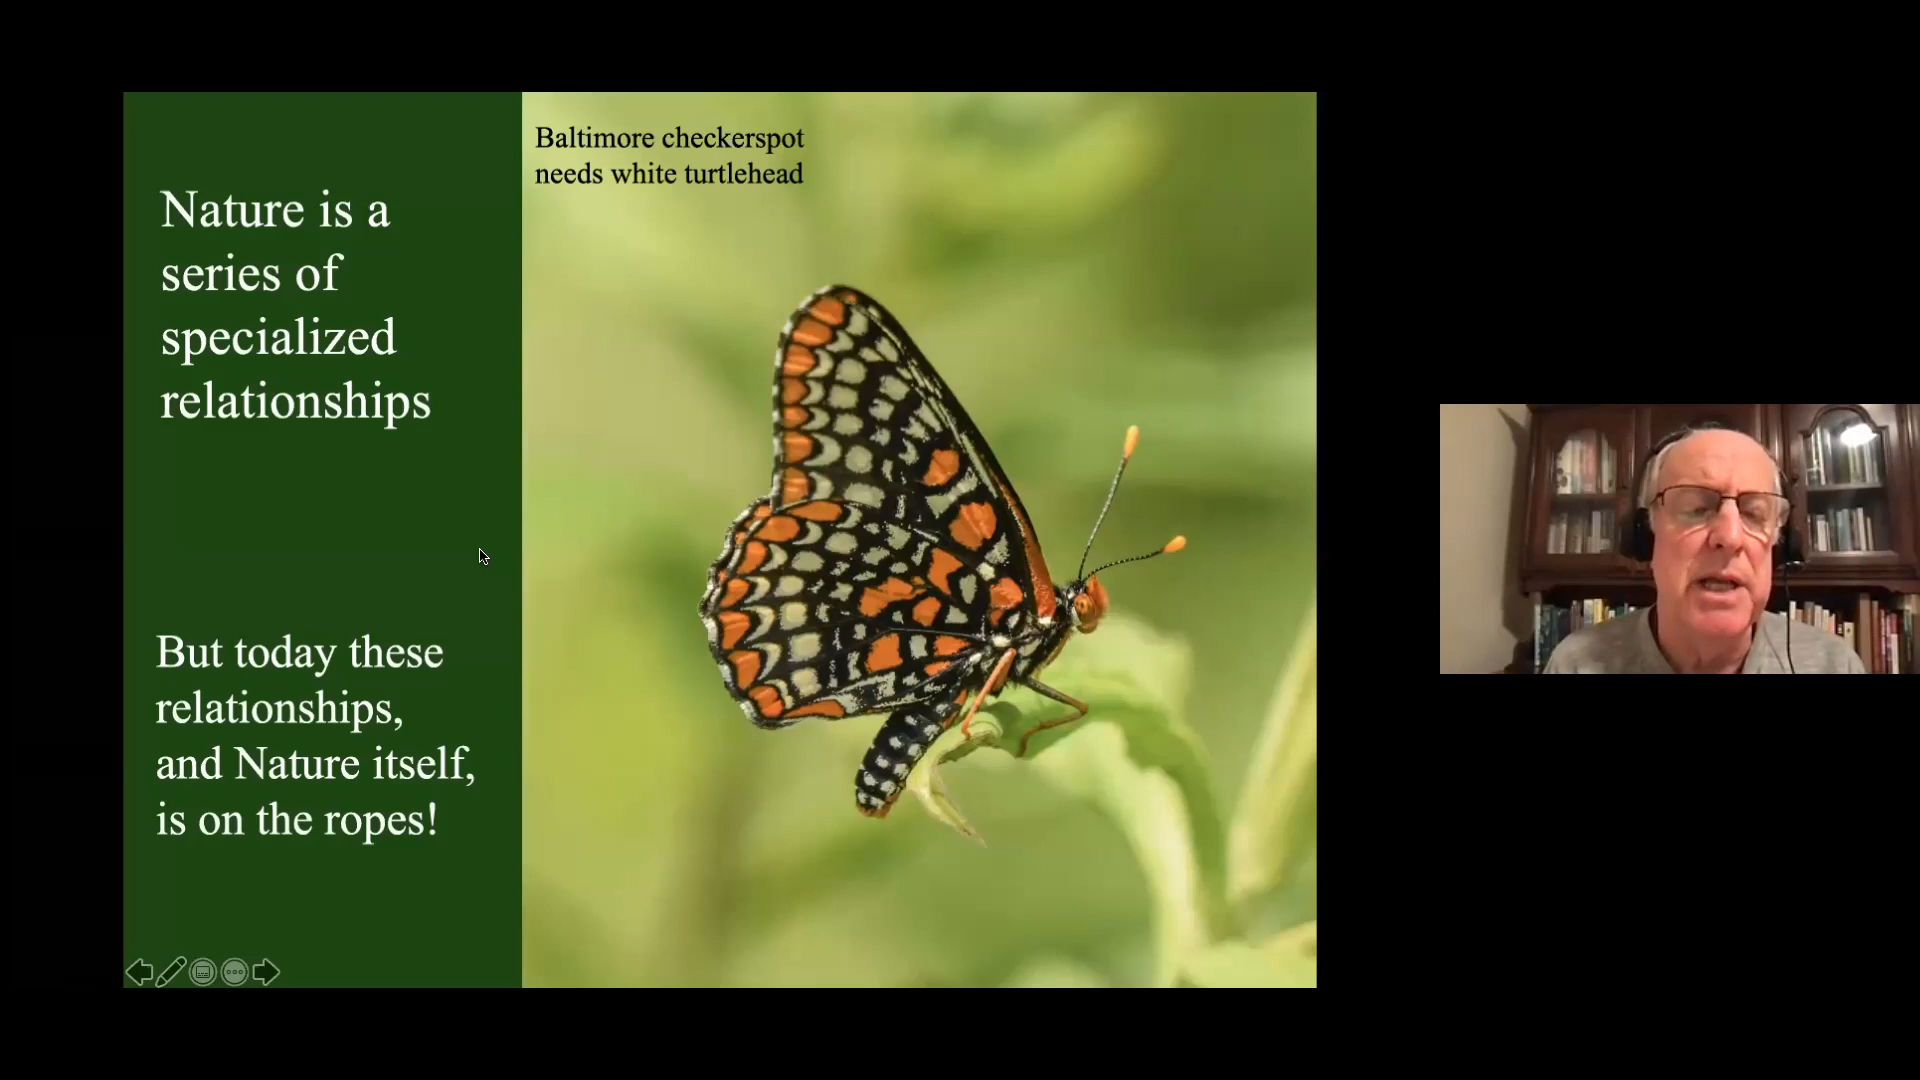 Nature is a
series of
specialized
relationships
But today these
relationships,
and Nature itself,
is on the ropes!
Baltimore checkerspot
needs white turtlehead